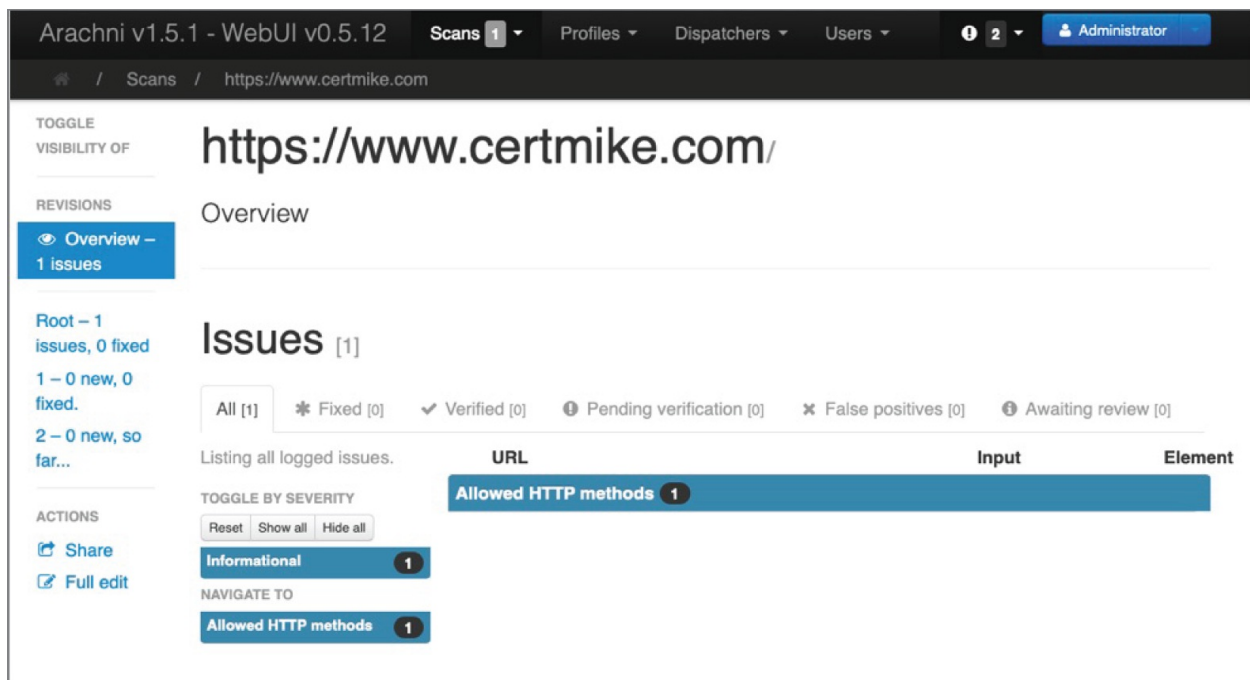 Arachni v1.5.1 - WebUI v0.5.12 Scans 1 Profiles Dispatchers Users 2 Administrator
/ Scans / https://www.certmike.com
TOGGLE
VISIBILITY OF
REVISIONS
Overview –
1 issues
Root – 1
issues, 0 fixed
1 – 0 new, 0
fixed.
2 – 0 new, so
far...
ACTIONS
Share
Full edit
https://www.certmike.com/
Overview
Issues [1]
All [1] Fixed [0] Verified [0] Pending verification [0] False positives [0] Awaiting review [0]
Listing all logged issues.
TOGGLE BY SEVERITY
Reset Show all Hide all
Informational 1
NAVIGATE TO
Allowed HTTP methods 1
URL Input Element
Allowed HTTP methods 1